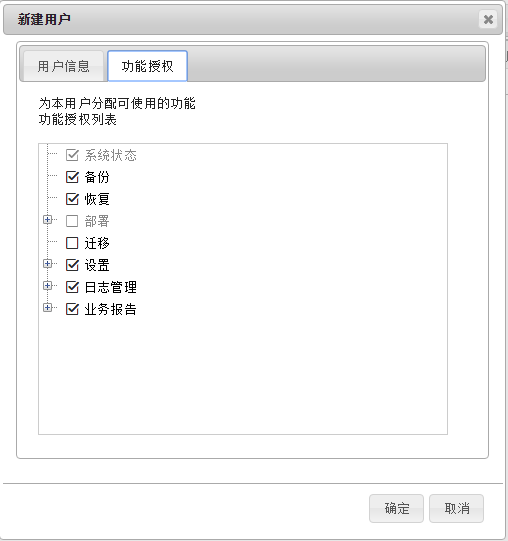 新建用户
用户信息 功能授权
为本用户分配可使用的功能
功能授权列表
系统状态
备份
恢复
部署
迁移
设置
日志管理
业务报告
确定 取消